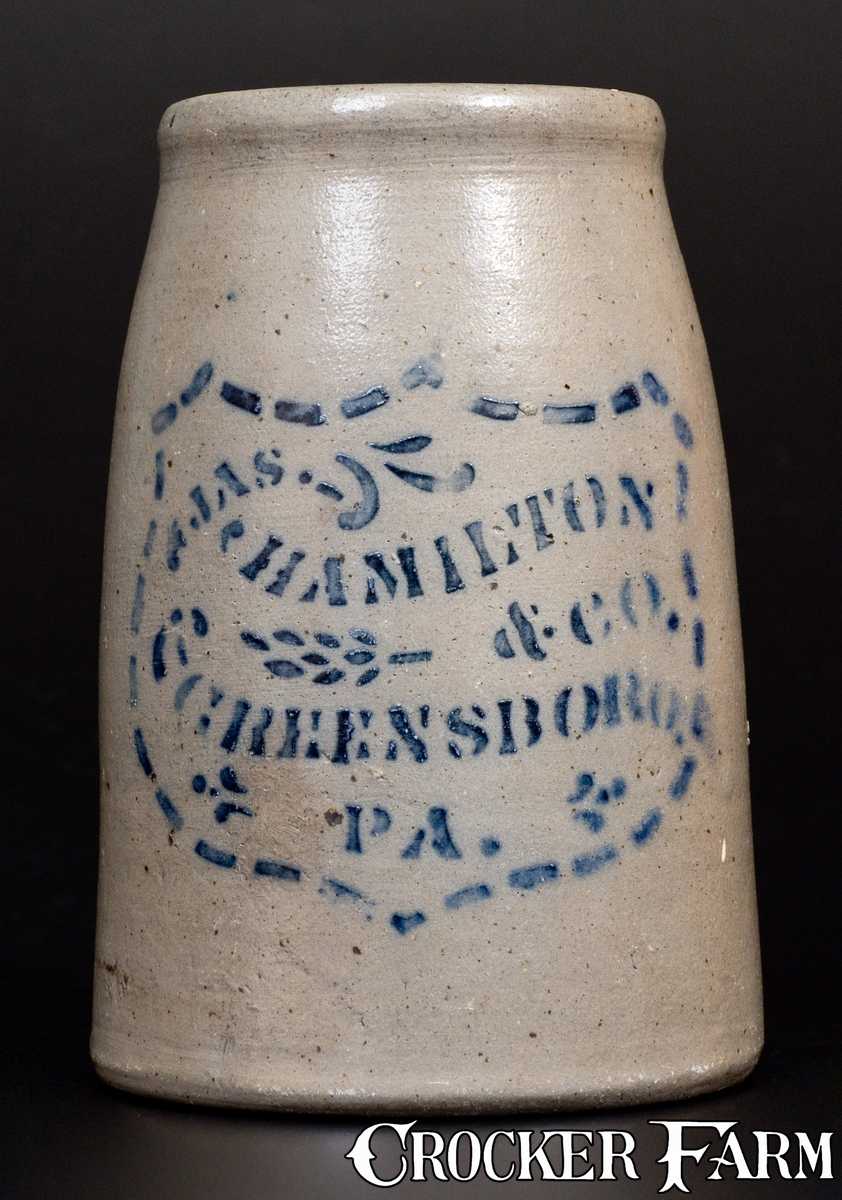 JAS.
HAMILTON
& CO.
GREENSBORO,
PA.
CROCKER FARM